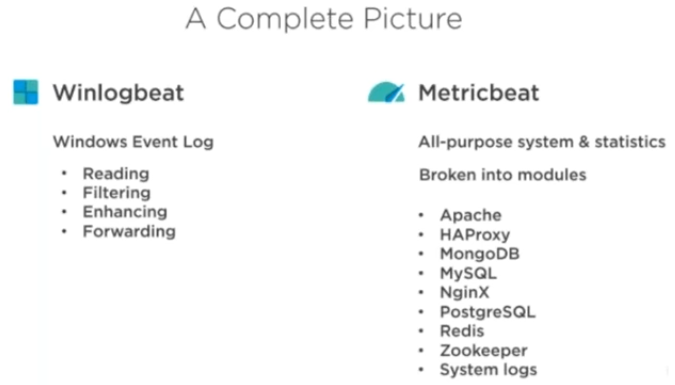 A Complete Picture
Winlogbeat
Windows Event Log
• Reading
• Filtering
• Enhancing
• Forwarding
Metricbeat
All-purpose system & statistics
Broken into modules
• Apache
• HAProxy
• MongoDB
• MySQL
• NginX
• PostgreSQL
• Redis
• Zookeeper
• System logs